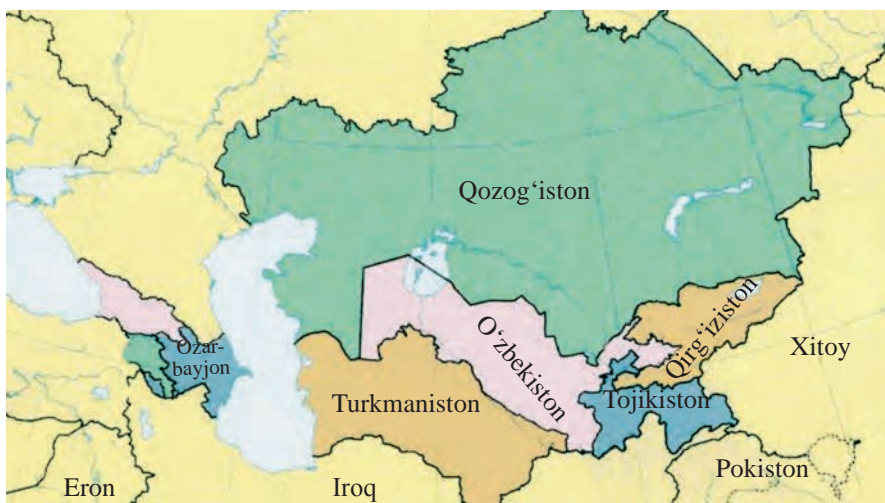 Qozog‘iston
O‘zbekiston
Qirg‘iziston
Xitoy
Ozar-
bayjon
Turkmaniston
Tojikiston
Pokiston
Eron
Iroq